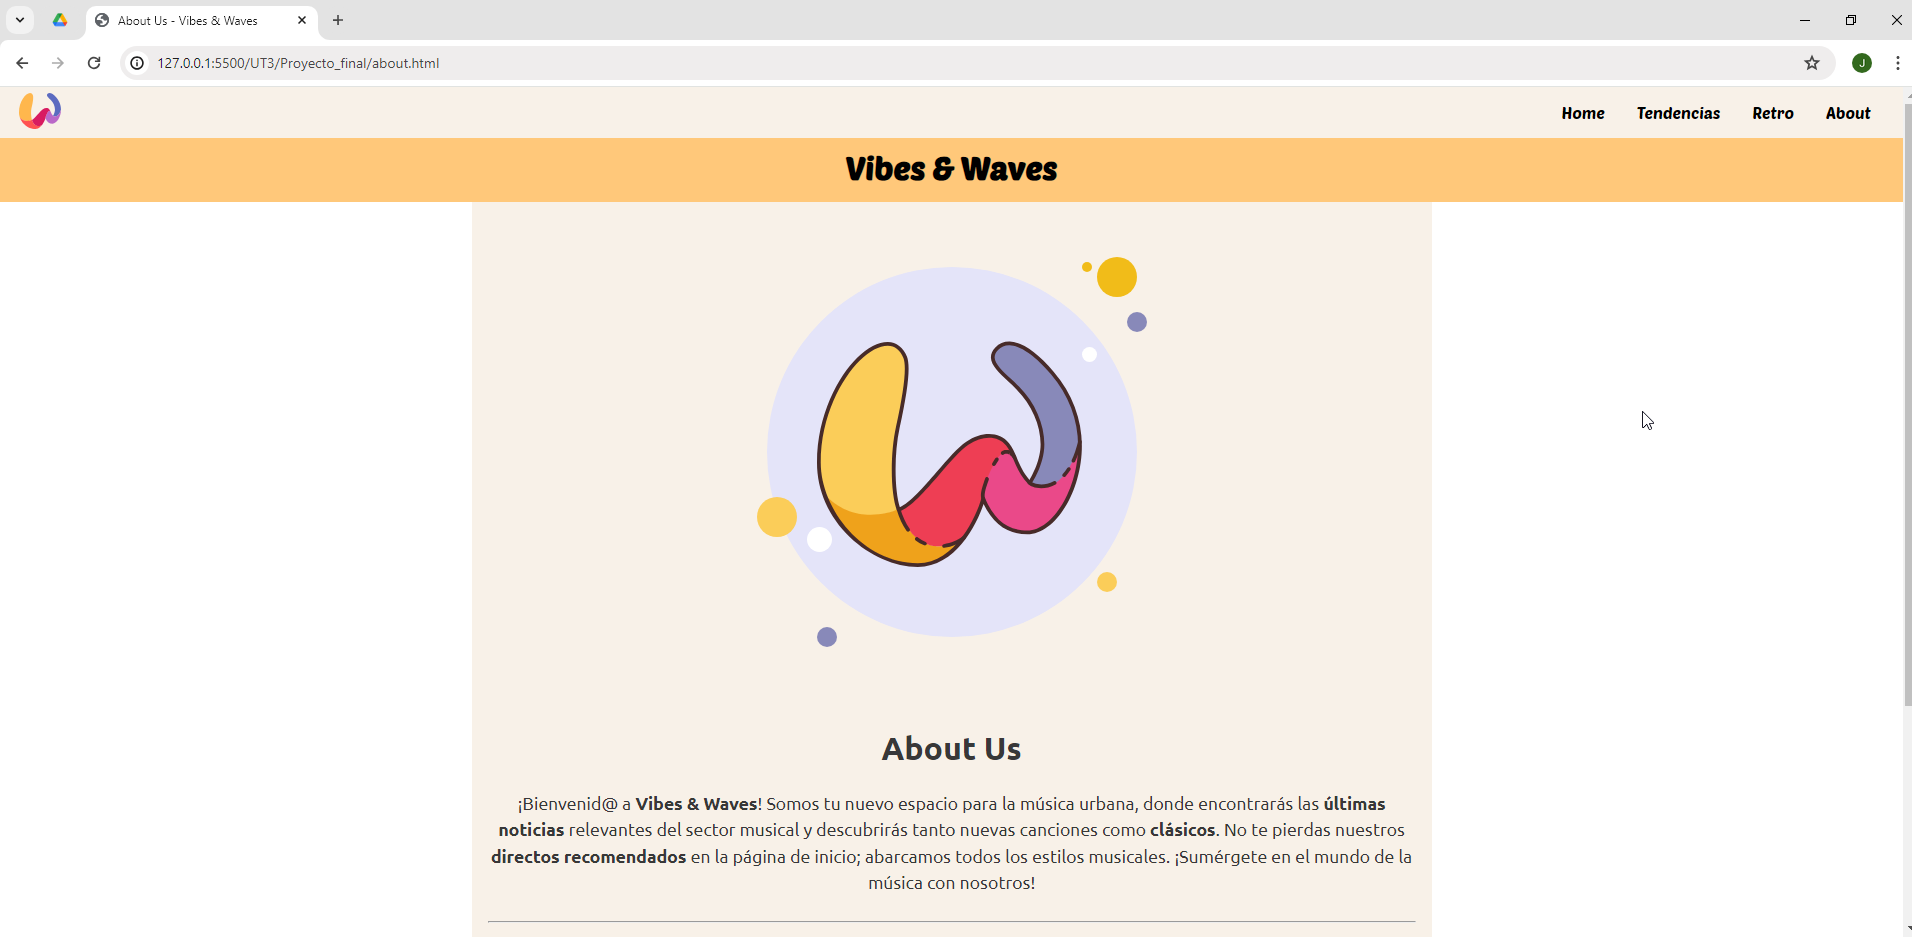 About Us - Vibes & Waves
127.0.0.1:5500/UT3/Proyecto_final/about.html
J
Home Tendencias Retro About
Vibes & Waves
About Us
¡Bienvenid@ a Vibes & Waves! Somos tu nuevo espacio para la música urbana, donde encontrarás las últimas
noticias relevantes del sector musical y descubrirás tanto nuevas canciones como clásicos. No te pierdas nuestros
directos recomendados en la página de inicio; abarcamos todos los estilos musicales. ¡Sumérgete en el mundo de la
música con nosotros!